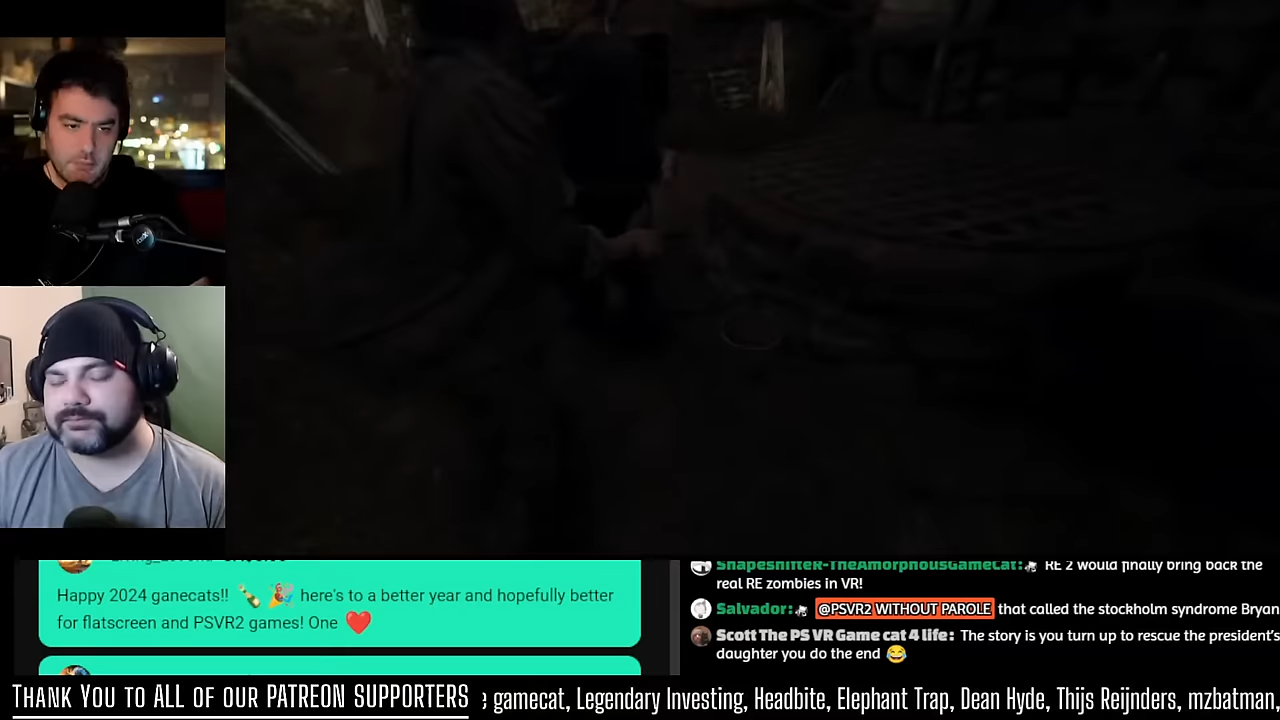 Happy 2024 ganecats!! 🍾 🎉 here's to a better year and hopefully better
for flatscreen and PSVR2 games! One ❤️
Shapeshifter-TheAmorphousGameCat: RE 2 would finally bring back the
real RE zombies in VR!
Salvador: @PSVR2 WITHOUT PAROLE that called the stockholm syndrome Bryan
Scott The PS VR Game cat 4 life: The story is you turn up to rescue the president's
daughter you do the end 😂
THANK YOU TO ALL OF OUR PATREON SUPPORTERS
gamecat, Legendary Investing, Headbite, Elephant Trap, Dean Hyde, Thijs Reijnders, mzbatman,